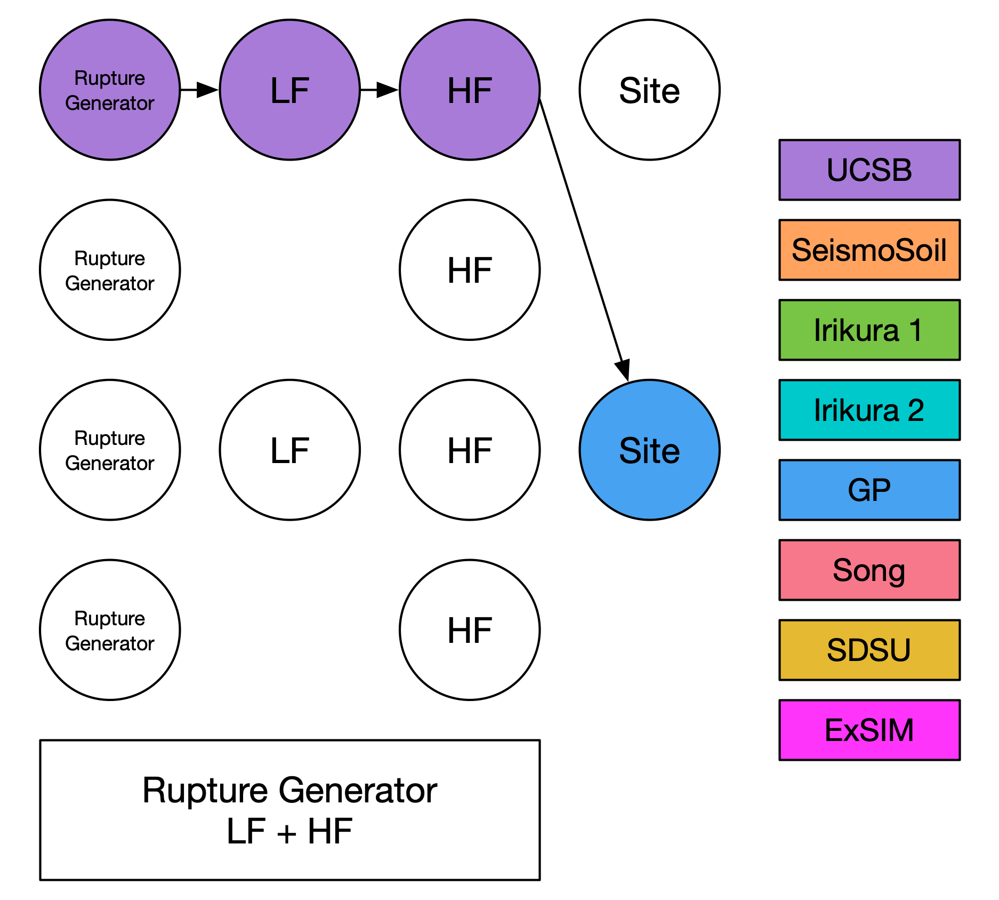 Rupture
Generator
LF
HF
Site
Rupture
Generator
HF
Rupture
Generator
LF
HF
Site
Rupture
Generator
HF
Rupture Generator
LF + HF
UCSB
SeismoSoil
Irikura 1
Irikura 2
GP
Song
SDSU
ExSIM